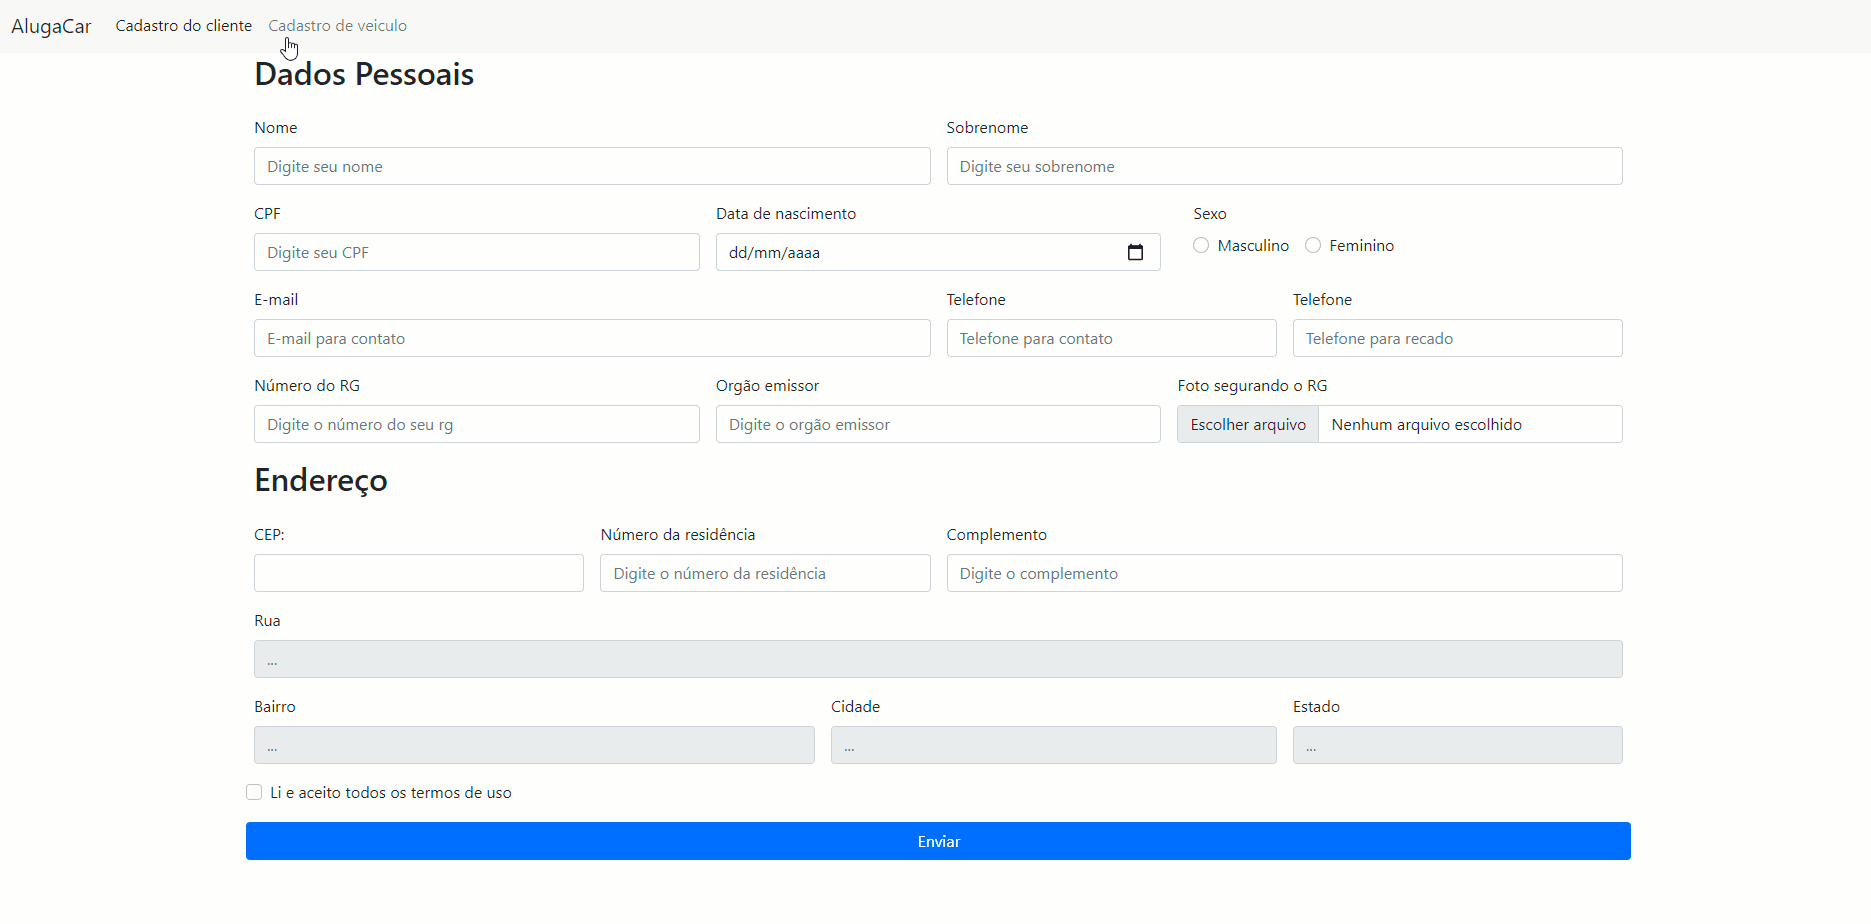 AlugaCar Cadastro do cliente Cadastro de veiculo
Dados Pessoais
Nome Sobrenome
Digite seu nome Digite seu sobrenome
CPF Data de nascimento Sexo
Digite seu CPF dd/mm/aaaa Masculino Feminino
E-mail Telefone Telefone
E-mail para contato Telefone para contato Telefone para recado
Número do RG Orgão emissor Foto segurando o RG
Digite o número do seu rg Digite o orgão emissor Escolher arquivo Nenhum arquivo escolhido
Endereço
CEP: Número da residência Complemento
Digite o número da residência Digite o complemento
Rua
...
Bairro Cidade Estado
... ... ...
Li e aceito todos os termos de uso
Enviar